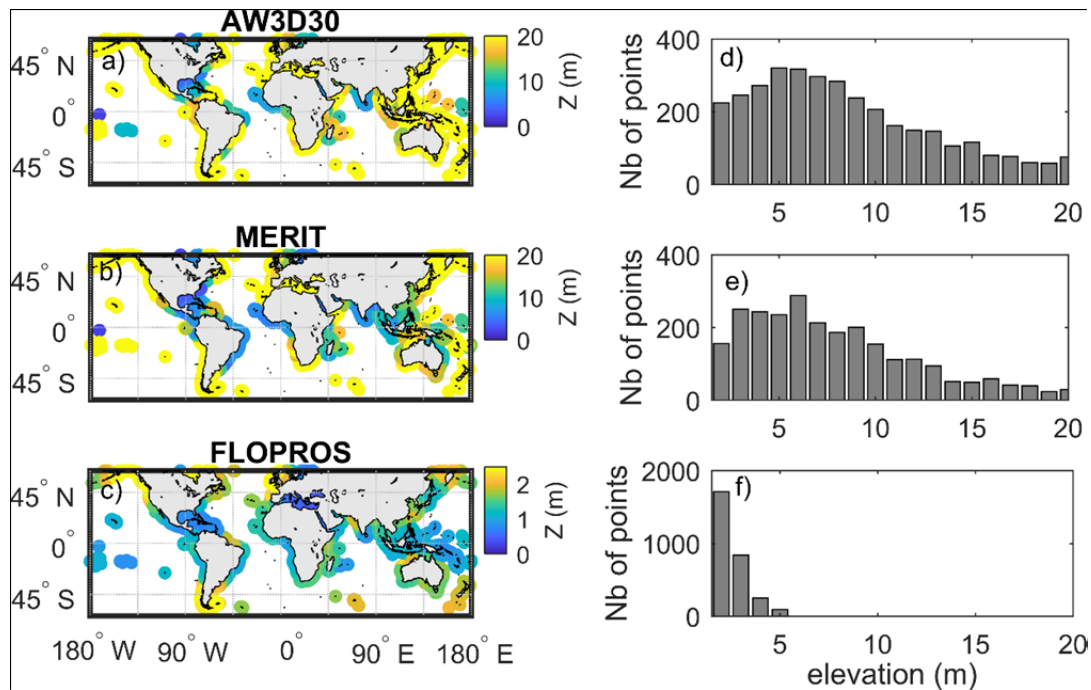 AW3D30
a)
45° N
0°
45° S
20
10
0
Z (m)
d)
400
200
0
Nb of points
5 10 15 20
MERIT
b)
45° N
0°
45° S
20
10
0
Z (m)
e)
400
200
0
Nb of points
5 10 15 20
FLOPROS
c)
45° N
0°
45° S
2
1
0
Z (m)
180° W 90° W 0° 90° E 180° E
f)
2000
1000
0
Nb of points
5 10 15 20
elevation (m)